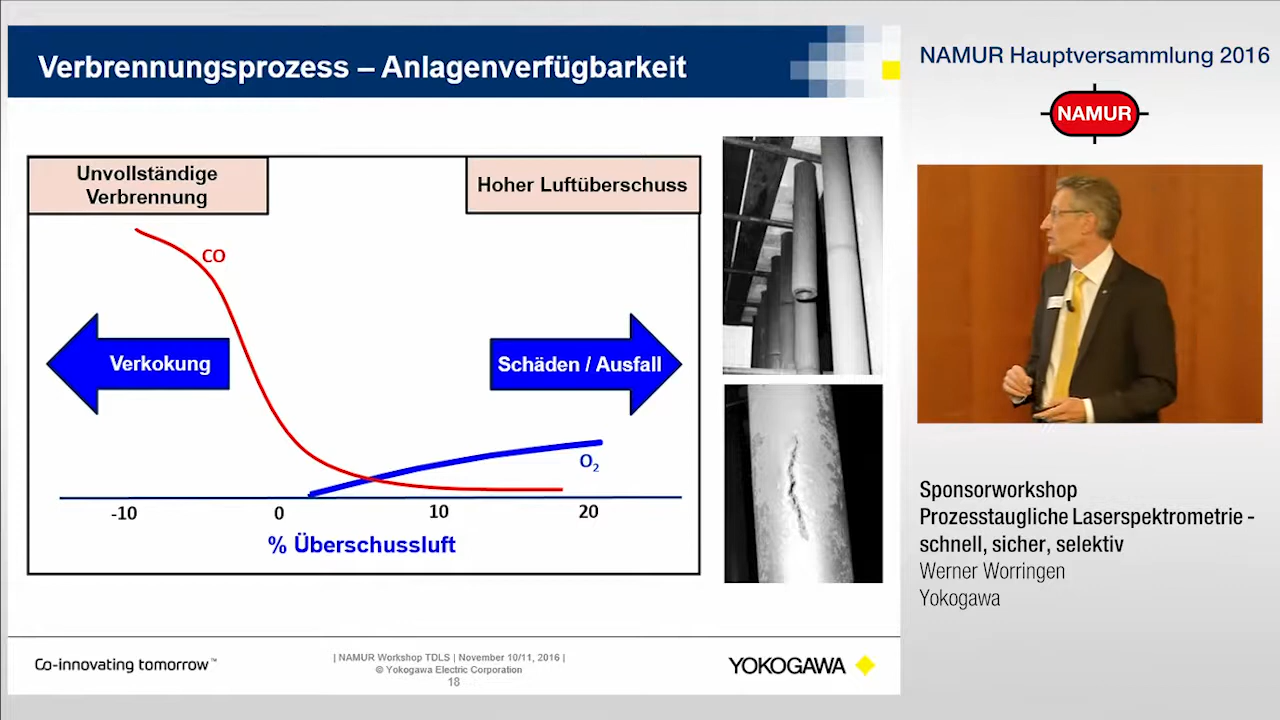 Verbrennungsprozess – Anlagenverfügbarkeit
Unvollständige
Verbrennung
Hoher Luftüberschuss
CO
Verkokung
Schäden / Ausfall
O₂
-10
0
10
20
% Überschussluft
Co-innovating tomorrow™
| NAMUR Workshop TDLS | November 10/11, 2016 |
© Yokogawa Electric Corporation
18
YOKOGAWA
NAMUR Hauptversammlung 2016
NAMUR
Sponsorworkshop
Prozesstaugliche Laserspektrometrie -
schnell, sicher, selektiv
Werner Worringen
Yokogawa